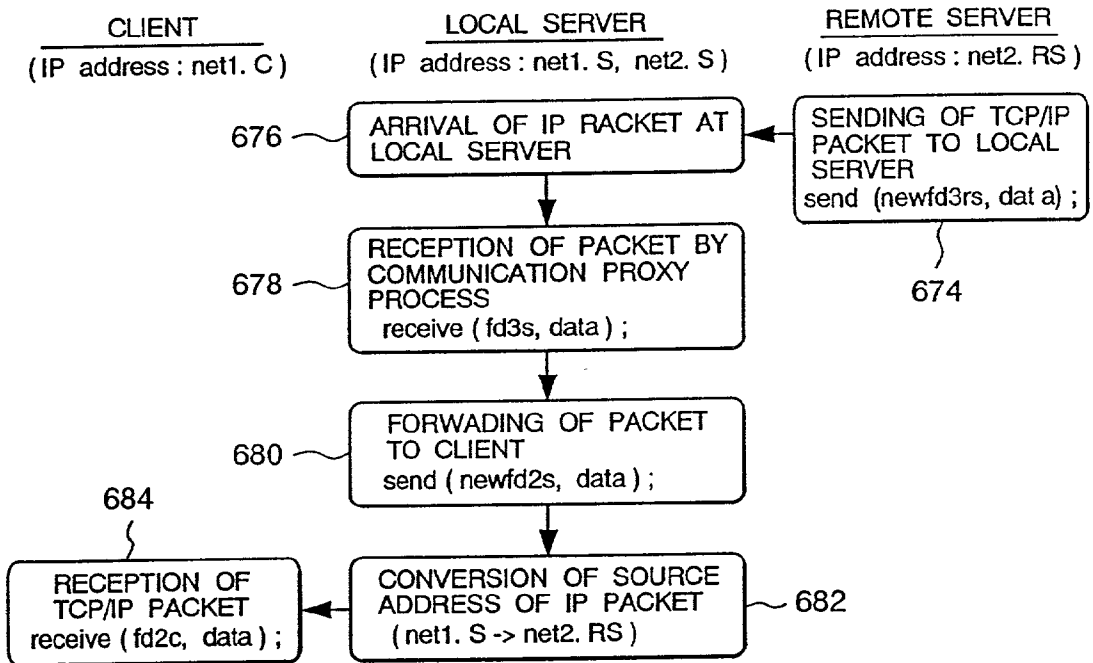 CLIENT
(IP address : net1. C)
LOCAL SERVER
(IP address : net1. S, net2. S)
REMOTE SERVER
(IP address : net2. RS)
676
ARRIVAL OF IP RACKET AT
LOCAL SERVER
SENDING OF TCP/IP
PACKET TO LOCAL
SERVER
send (newfd3rs, dat a) ;
674
678
RECEPTION OF PACKET BY
COMMUNICATION PROXY
PROCESS
receive ( fd3s, data ) ;
680
FORWADING OF PACKET
TO CLIENT
send ( newfd2s, data ) ;
684
RECEPTION OF
TCP/IP PACKET
receive ( fd2c, data ) ;
CONVERSION OF SOURCE
ADDRESS OF IP PACKET
( net1. S -> net2. RS )
682